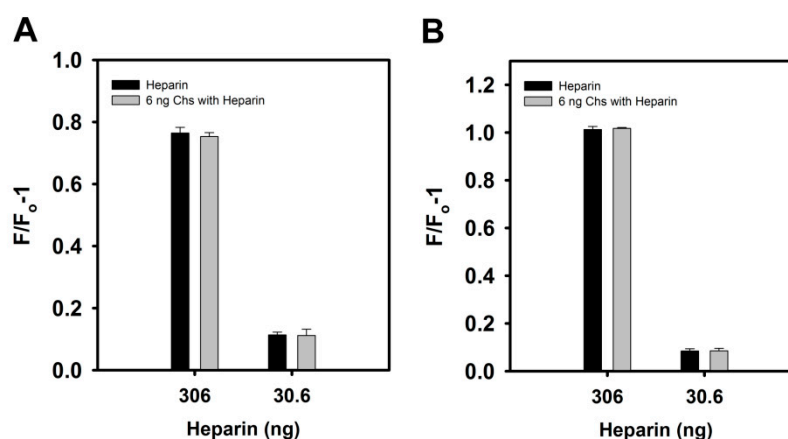 A
Heparin
6 ng Chs with Heparin
1.0
0.8
0.6
0.4
0.2
0.0
F/Fo-1
306
30.6
Heparin (ng)
B
Heparin
6 ng Chs with Heparin
1.2
1.0
0.8
0.6
0.4
0.2
0.0
F/Fo-1
306
30.6
Heparin (ng)